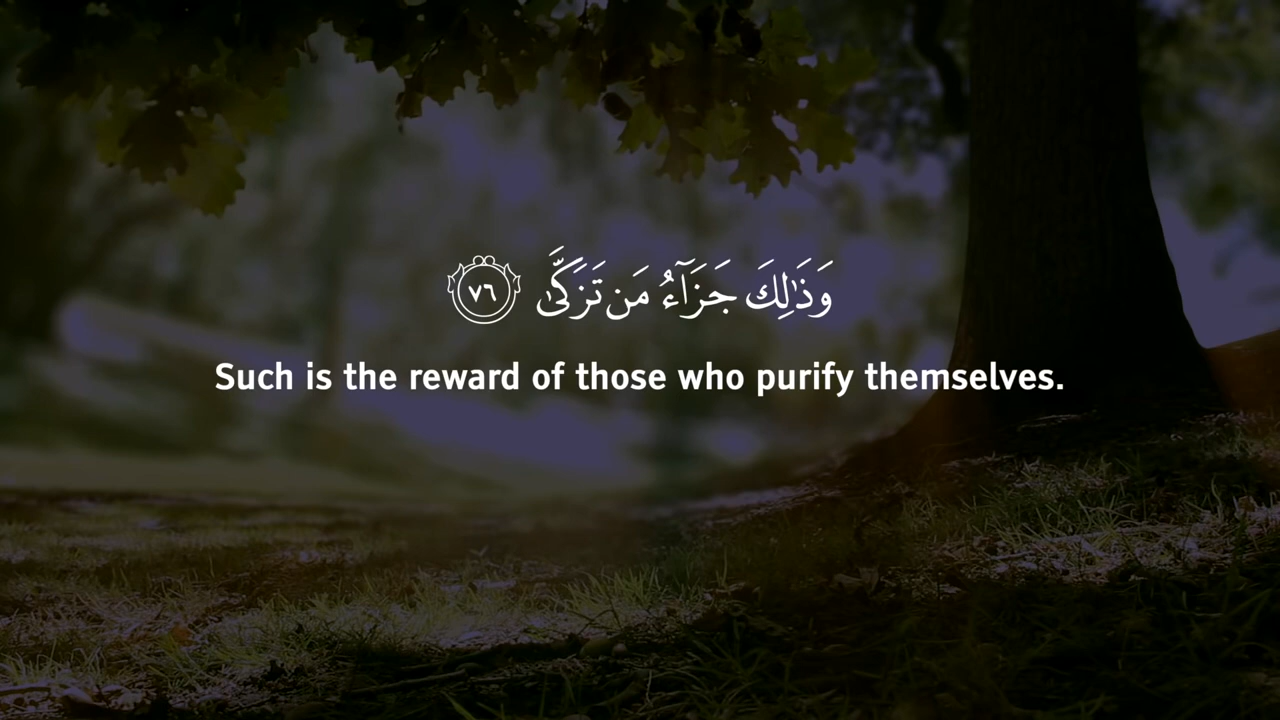 وَذَٰلِكَ جَزَآءُ مَن تَزَكَّىٰ ٧٦
Such is the reward of those who purify themselves.